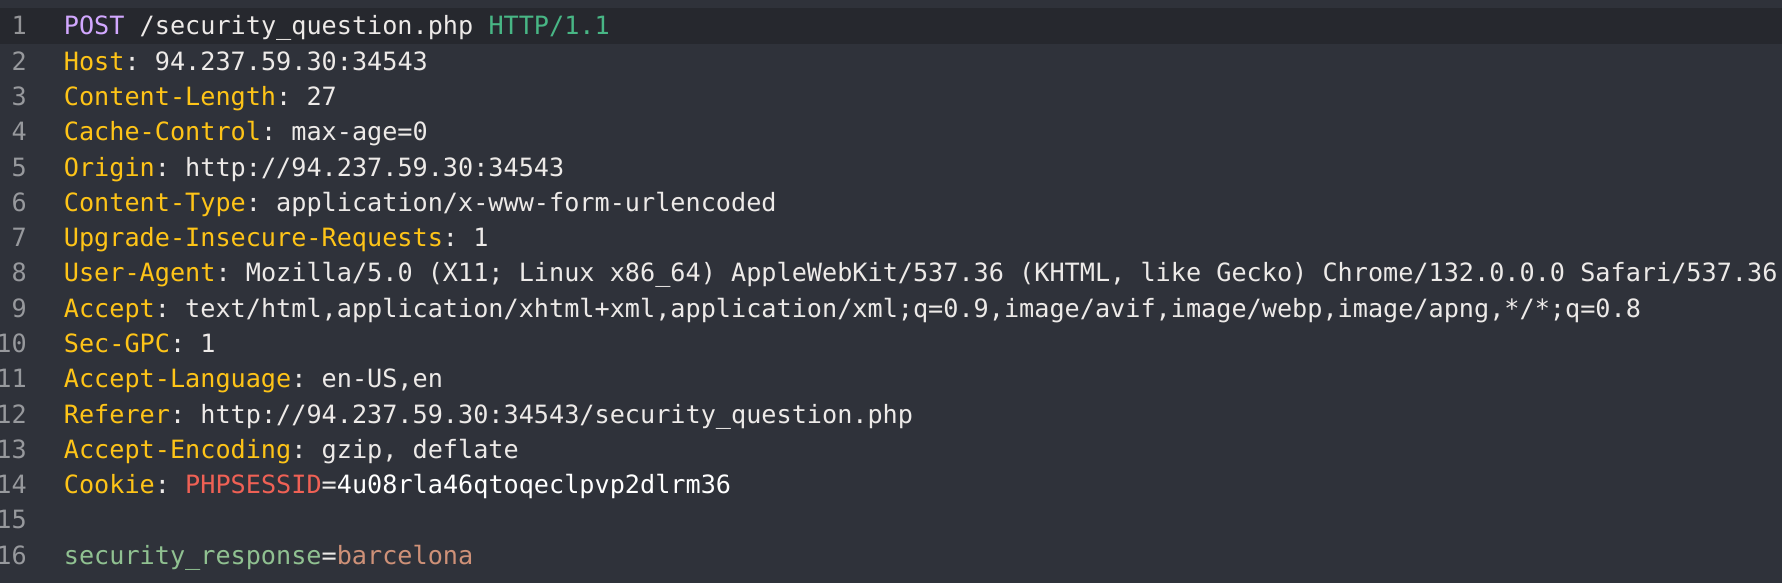 1 POST /security_question.php HTTP/1.1
2 Host: 94.237.59.30:34543
3 Content-Length: 27
4 Cache-Control: max-age=0
5 Origin: http://94.237.59.30:34543
6 Content-Type: application/x-www-form-urlencoded
7 Upgrade-Insecure-Requests: 1
8 User-Agent: Mozilla/5.0 (X11; Linux x86_64) AppleWebKit/537.36 (KHTML, like Gecko) Chrome/132.0.0.0 Safari/537.36
9 Accept: text/html,application/xhtml+xml,application/xml;q=0.9,image/avif,image/webp,image/apng,*/*;q=0.8
10 Sec-GPC: 1
11 Accept-Language: en-US,en
12 Referer: http://94.237.59.30:34543/security_question.php
13 Accept-Encoding: gzip, deflate
14 Cookie: PHPSESSID=4u08rla46qtoqeclpvp2dlrm36
15
16 security_response=barcelona